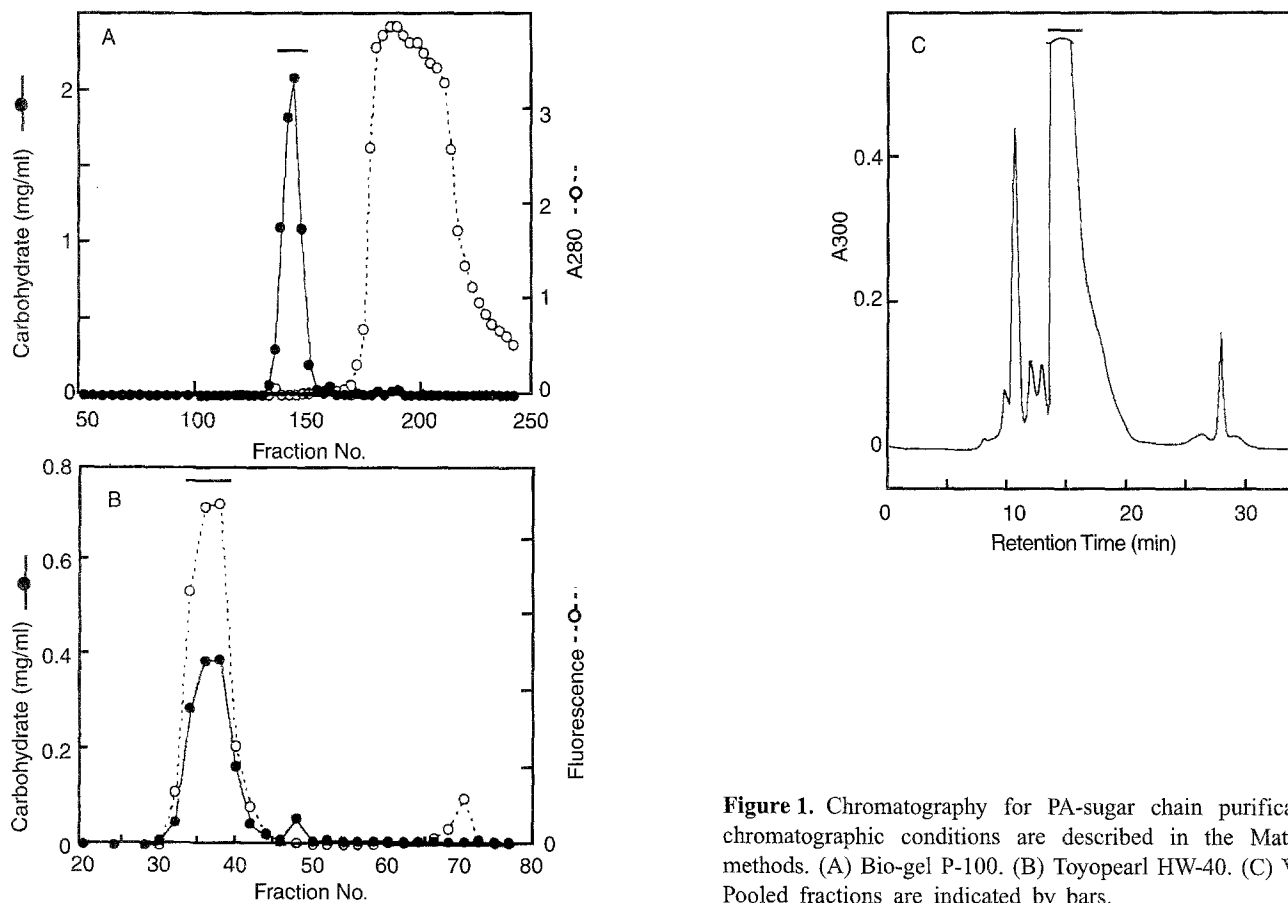 A
Carbohydrate (mg/ml)
2
1
0
3
2
1
0
A280
50 100 150 200 250
Fraction No.
B
Carbohydrate (mg/ml)
0.8
0.6
0.4
0.2
0
0
Fluorescence
20 30 40 50 60 70 80
Fraction No.
C
A300
0.4
0.2
0
0 10 20 30
Retention Time (min)
Figure 1. Chromatography for PA-sugar chain
chromatographic conditions are described in the
methods. (A) Bio-gel P-100. (B) Toyopearl HW-40. (C)
Pooled fractions are indicated by bars.